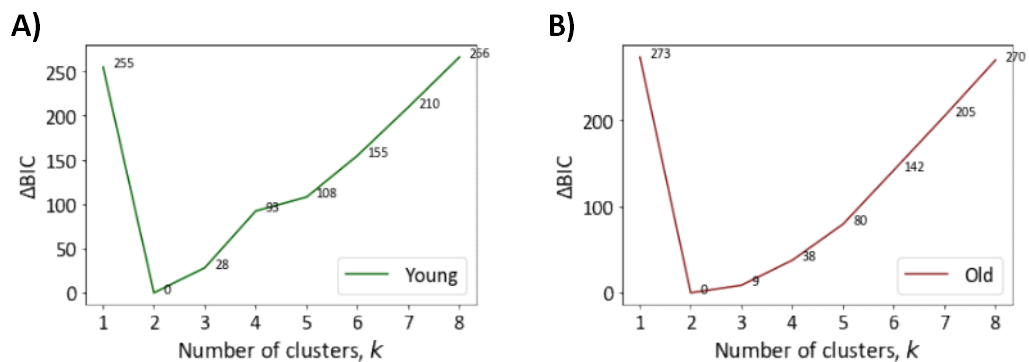 A)
B)
ΔBIC
250
200
150
100
50
0
255
0
28
93
108
155
210
266
Young
1 2 3 4 5 6 7 8
Number of clusters, k
ΔBIC
200
100
0
273
0
9
38
80
142
205
270
Old
1 2 3 4 5 6 7 8
Number of clusters, k